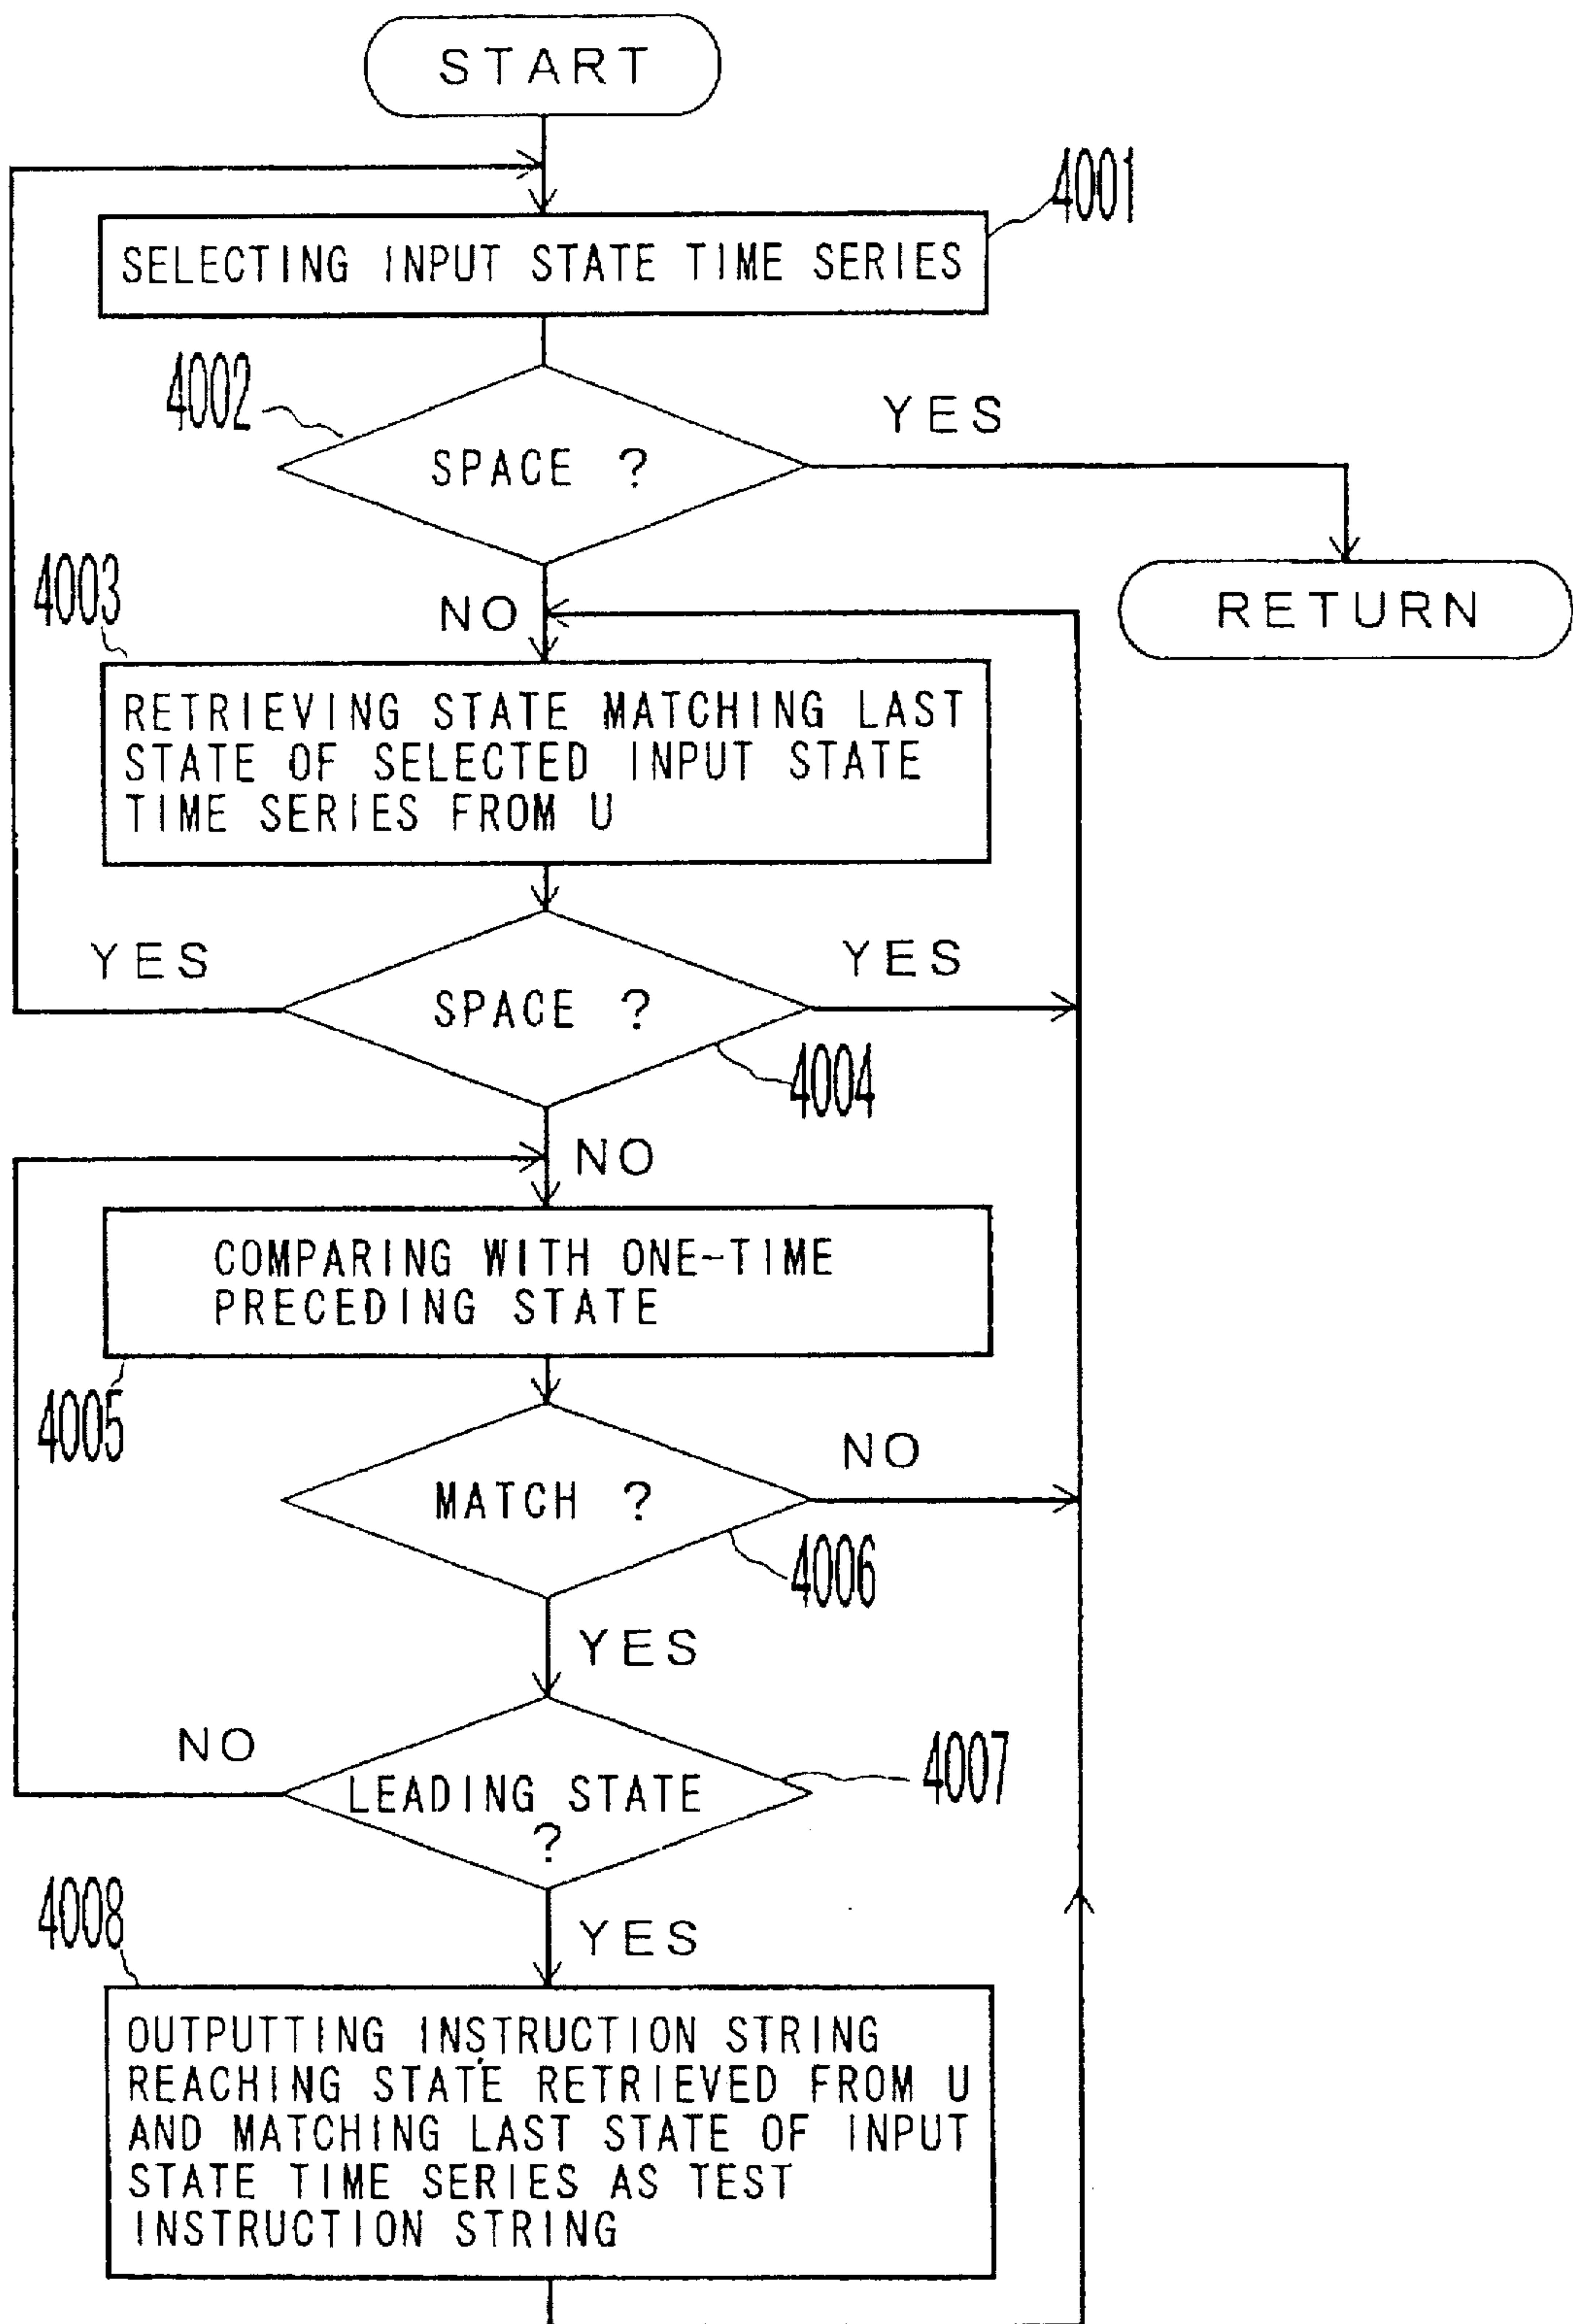 START
4001
SELECTING INPUT STATE TIME SERIES
4002
SPACE ?
YES
RETURN
4003
NO
RETRIEVING STATE MATCHING LAST
STATE OF SELECTED INPUT STATE
TIME SERIES FROM U
YES
SPACE ?
YES
4004
NO
COMPARING WITH ONE-TIME
PRECEDING STATE
4005
MATCH ?
NO
4006
YES
NO
LEADING STATE
?
4007
4008
YES
OUTPUTTING INSTRUCTION STRING
REACHING STATE RETRIEVED FROM U
AND MATCHING LAST STATE OF INPUT
STATE TIME SERIES AS TEST
INSTRUCTION STRING